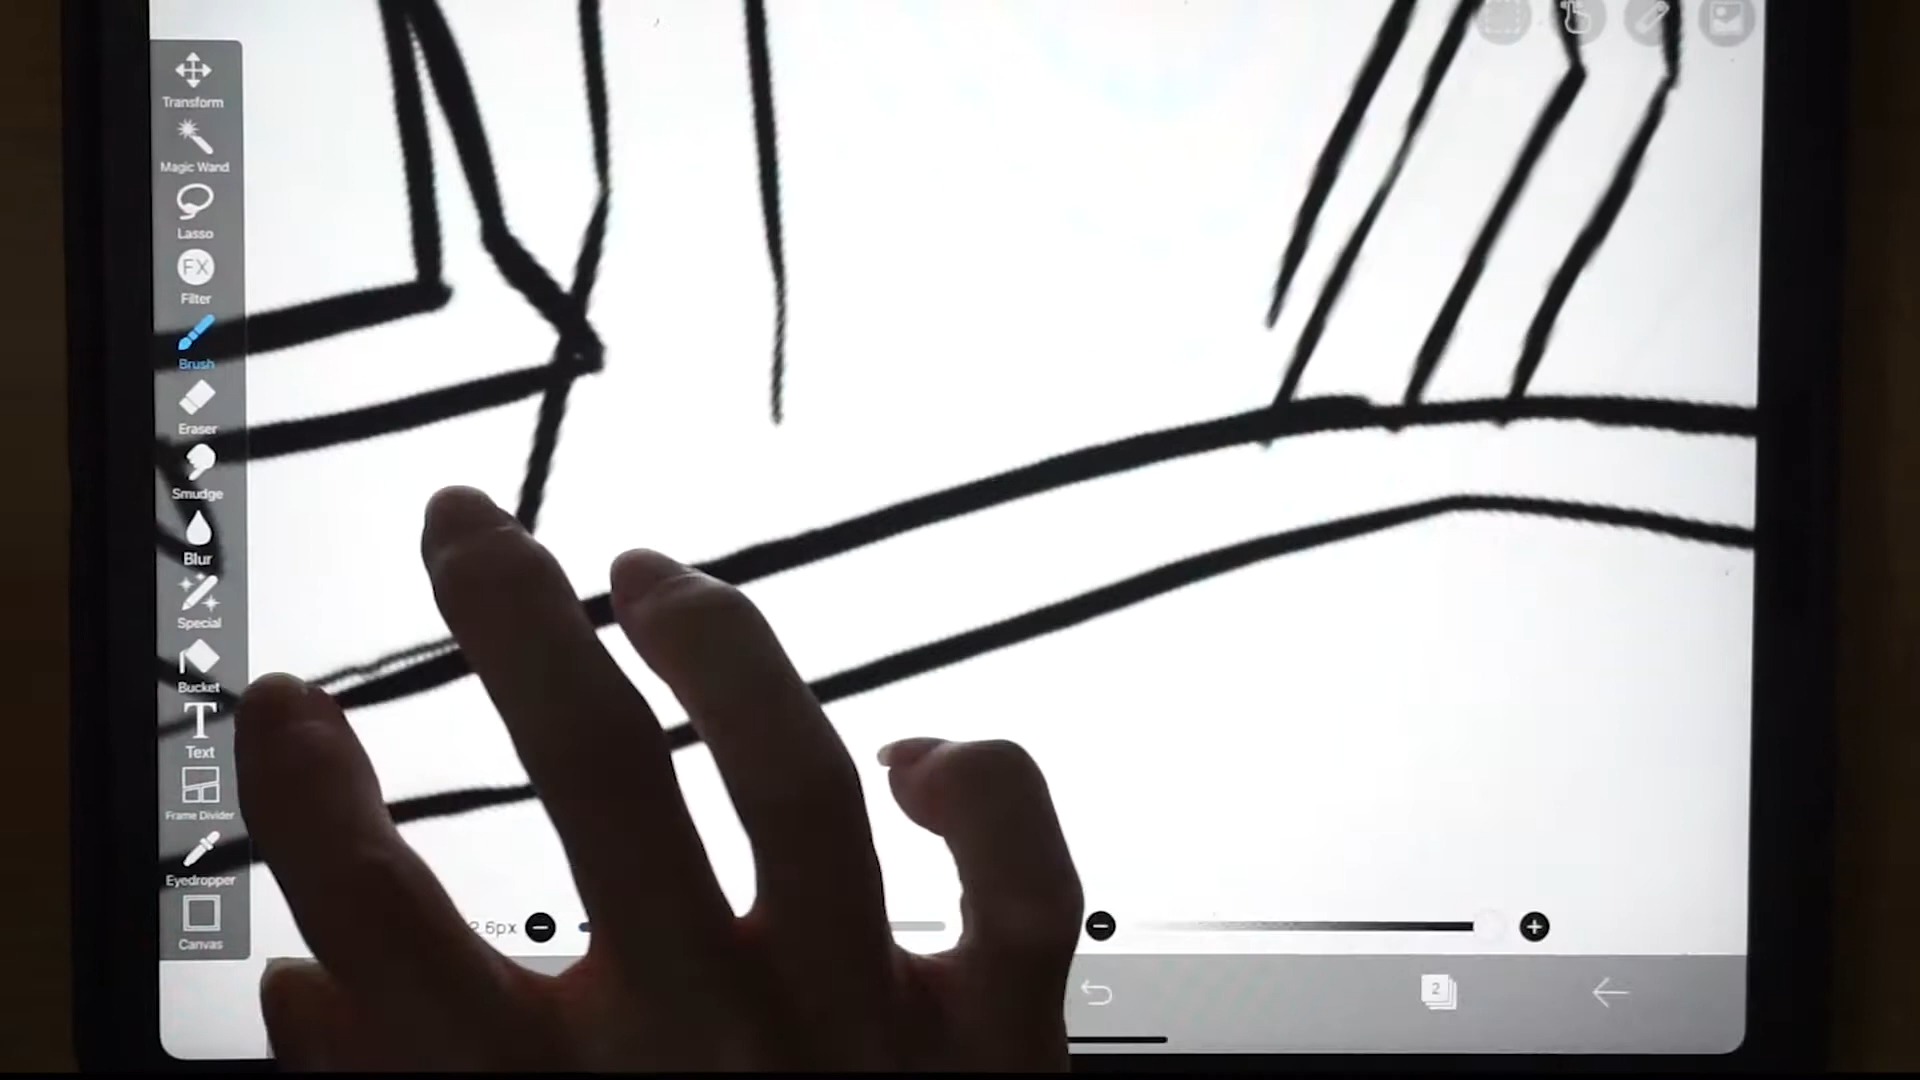 Transform
Magic Wand
Lasso
FX
Filter
Brush
Eraser
Smudge
Blur
Special
Bucket
T
Text
Frame Divider
Eyedropper
Canvas
2.6px
2